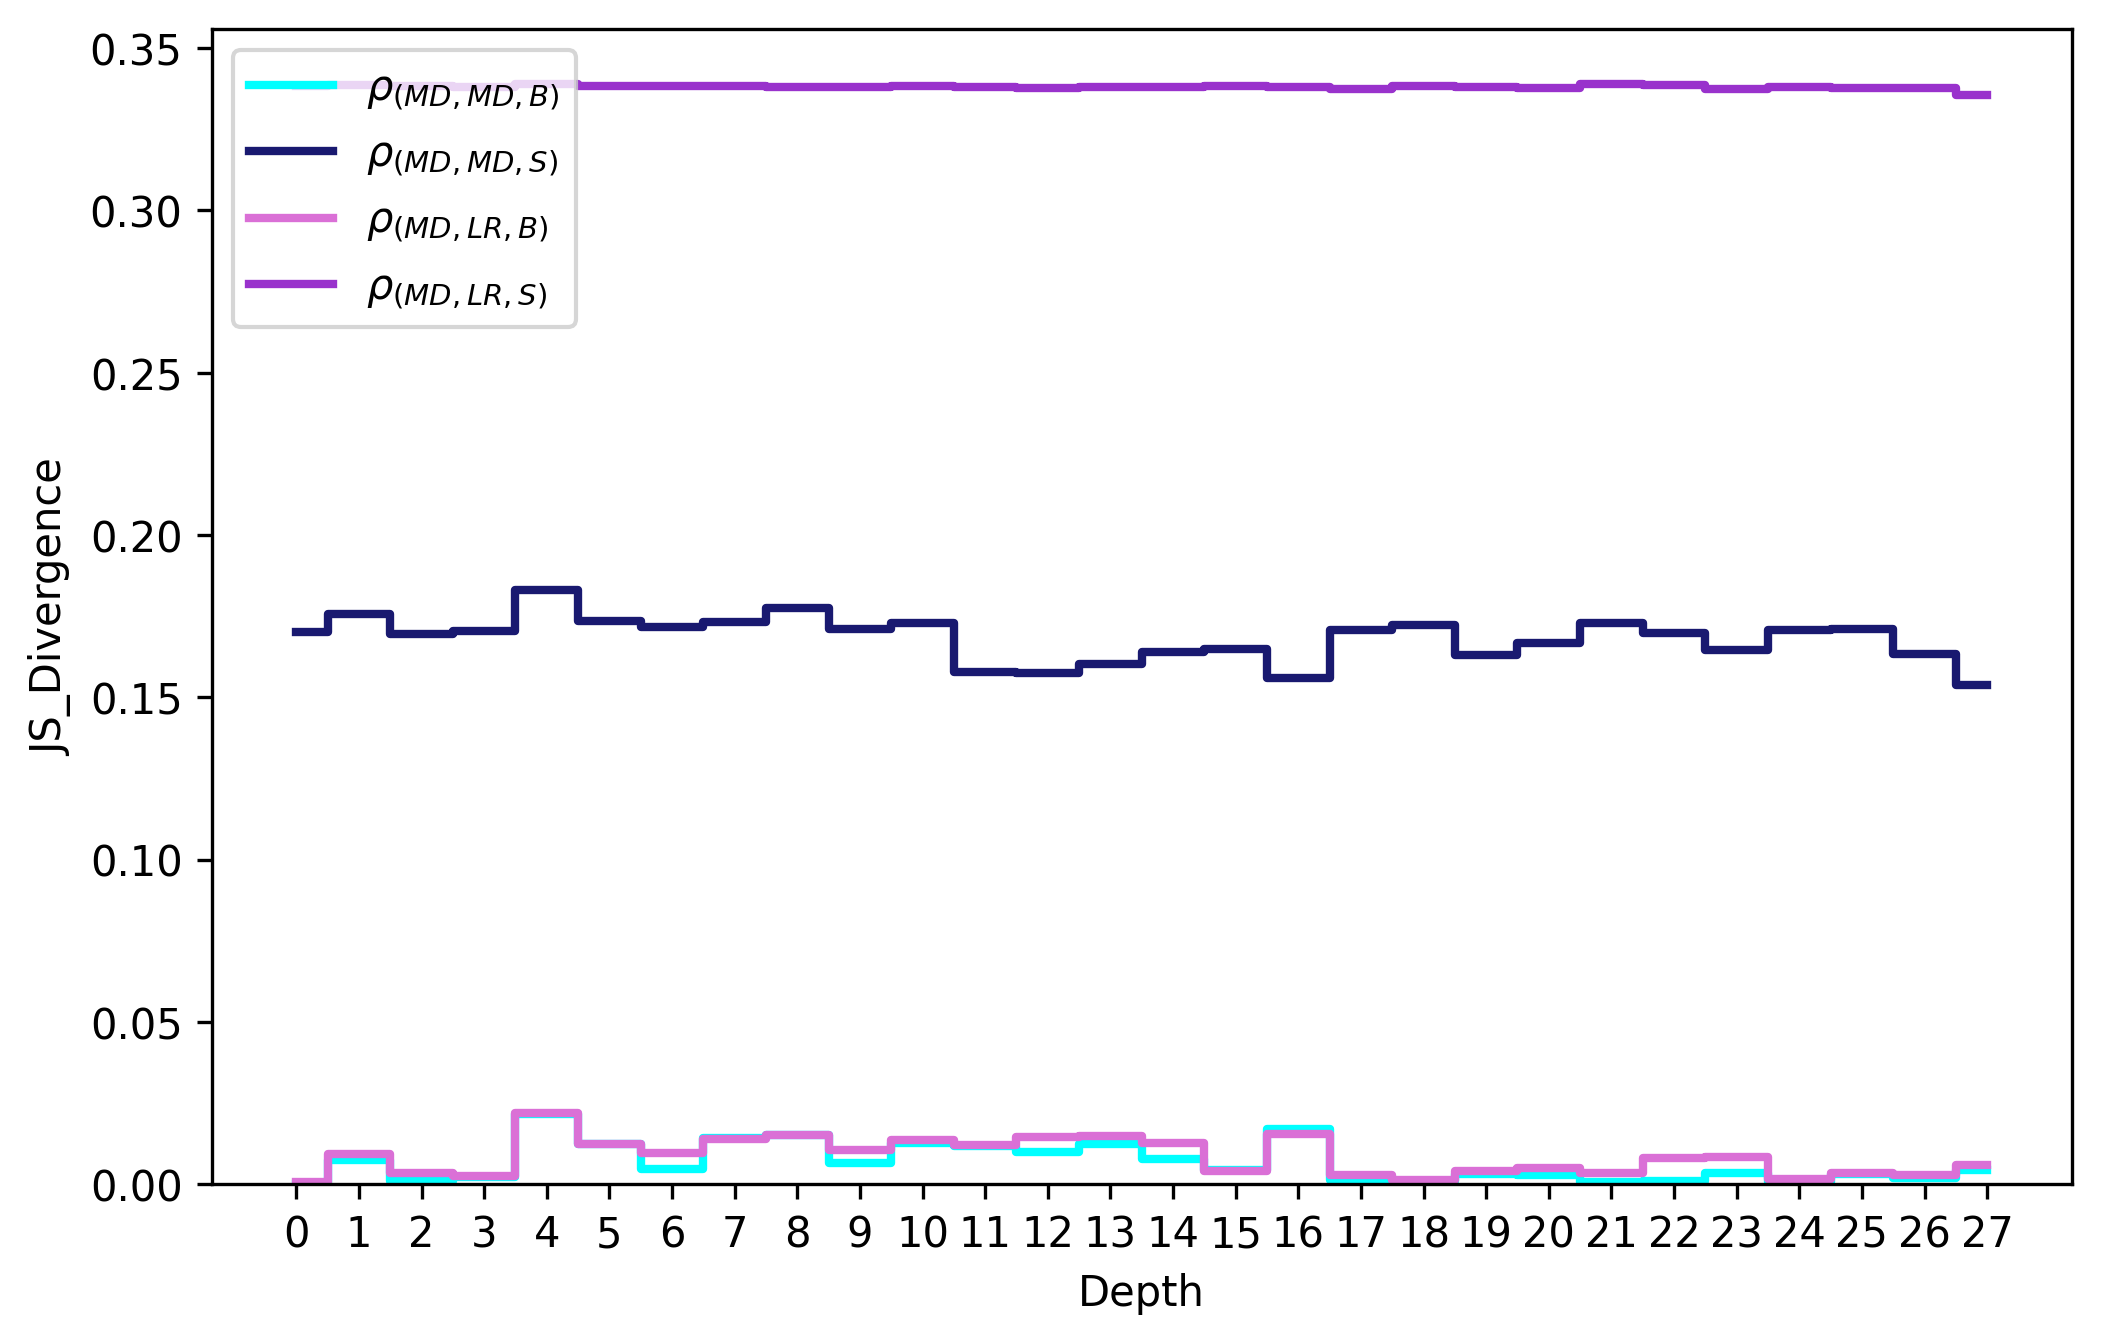 0.35
0.30
0.25
0.20
0.15
0.10
0.05
0.00
JS_Divergence
ρ(MD, MD, B)
ρ(MD, MD, S)
ρ(MD, LR, B)
ρ(MD, LR, S)
0 1 2 3 4 5 6 7 8 9 10 11 12 13 14 15 16 17 18 19 20 21 22 23 24 25 26 27
Depth